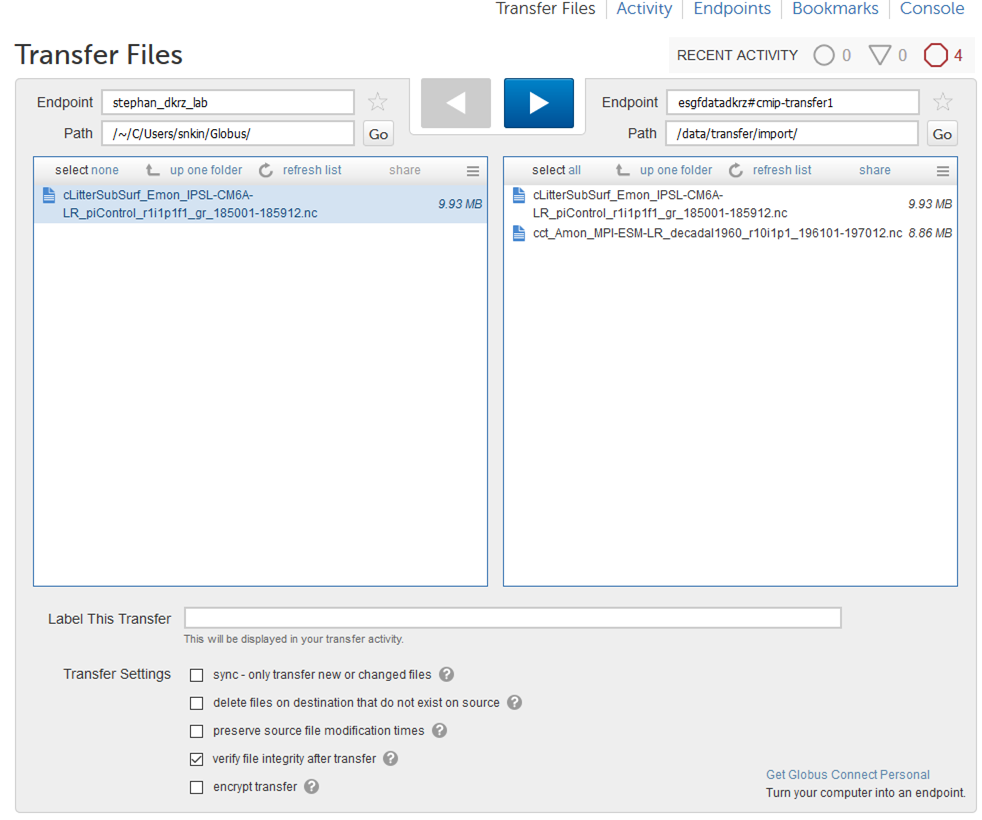 Transfer Files Activity Endpoints Bookmarks Console
Transfer Files
RECENT ACTIVITY 0 0 4
Endpoint stephan_dkrz_lab
Path /~/C/Users/snkin/Globus/ Go
Endpoint esgfdatadkrz#cmip-transfer1
Path /data/transfer/import/ Go
select none up one folder refresh list share
cLitterSubSurf_Emon_IPSL-CM6A-
LR_piControl_r1i1p1f1_gr_185001-185912.nc 9.93 MB
select all up one folder refresh list share
cLitterSubSurf_Emon_IPSL-CM6A-
LR_piControl_r1i1p1f1_gr_185001-185912.nc 9.93 MB
cct_Amon_MPI-ESM-LR_decadal1960_r10i1p1_196101-197012.nc 8.86 MB
Label This Transfer
This will be displayed in your transfer activity.
Transfer Settings
sync - only transfer new or changed files ?
delete files on destination that do not exist on source ?
preserve source file modification times ?
verify file integrity after transfer ?
encrypt transfer ?
Get Globus Connect Personal
Turn your computer into an endpoint.